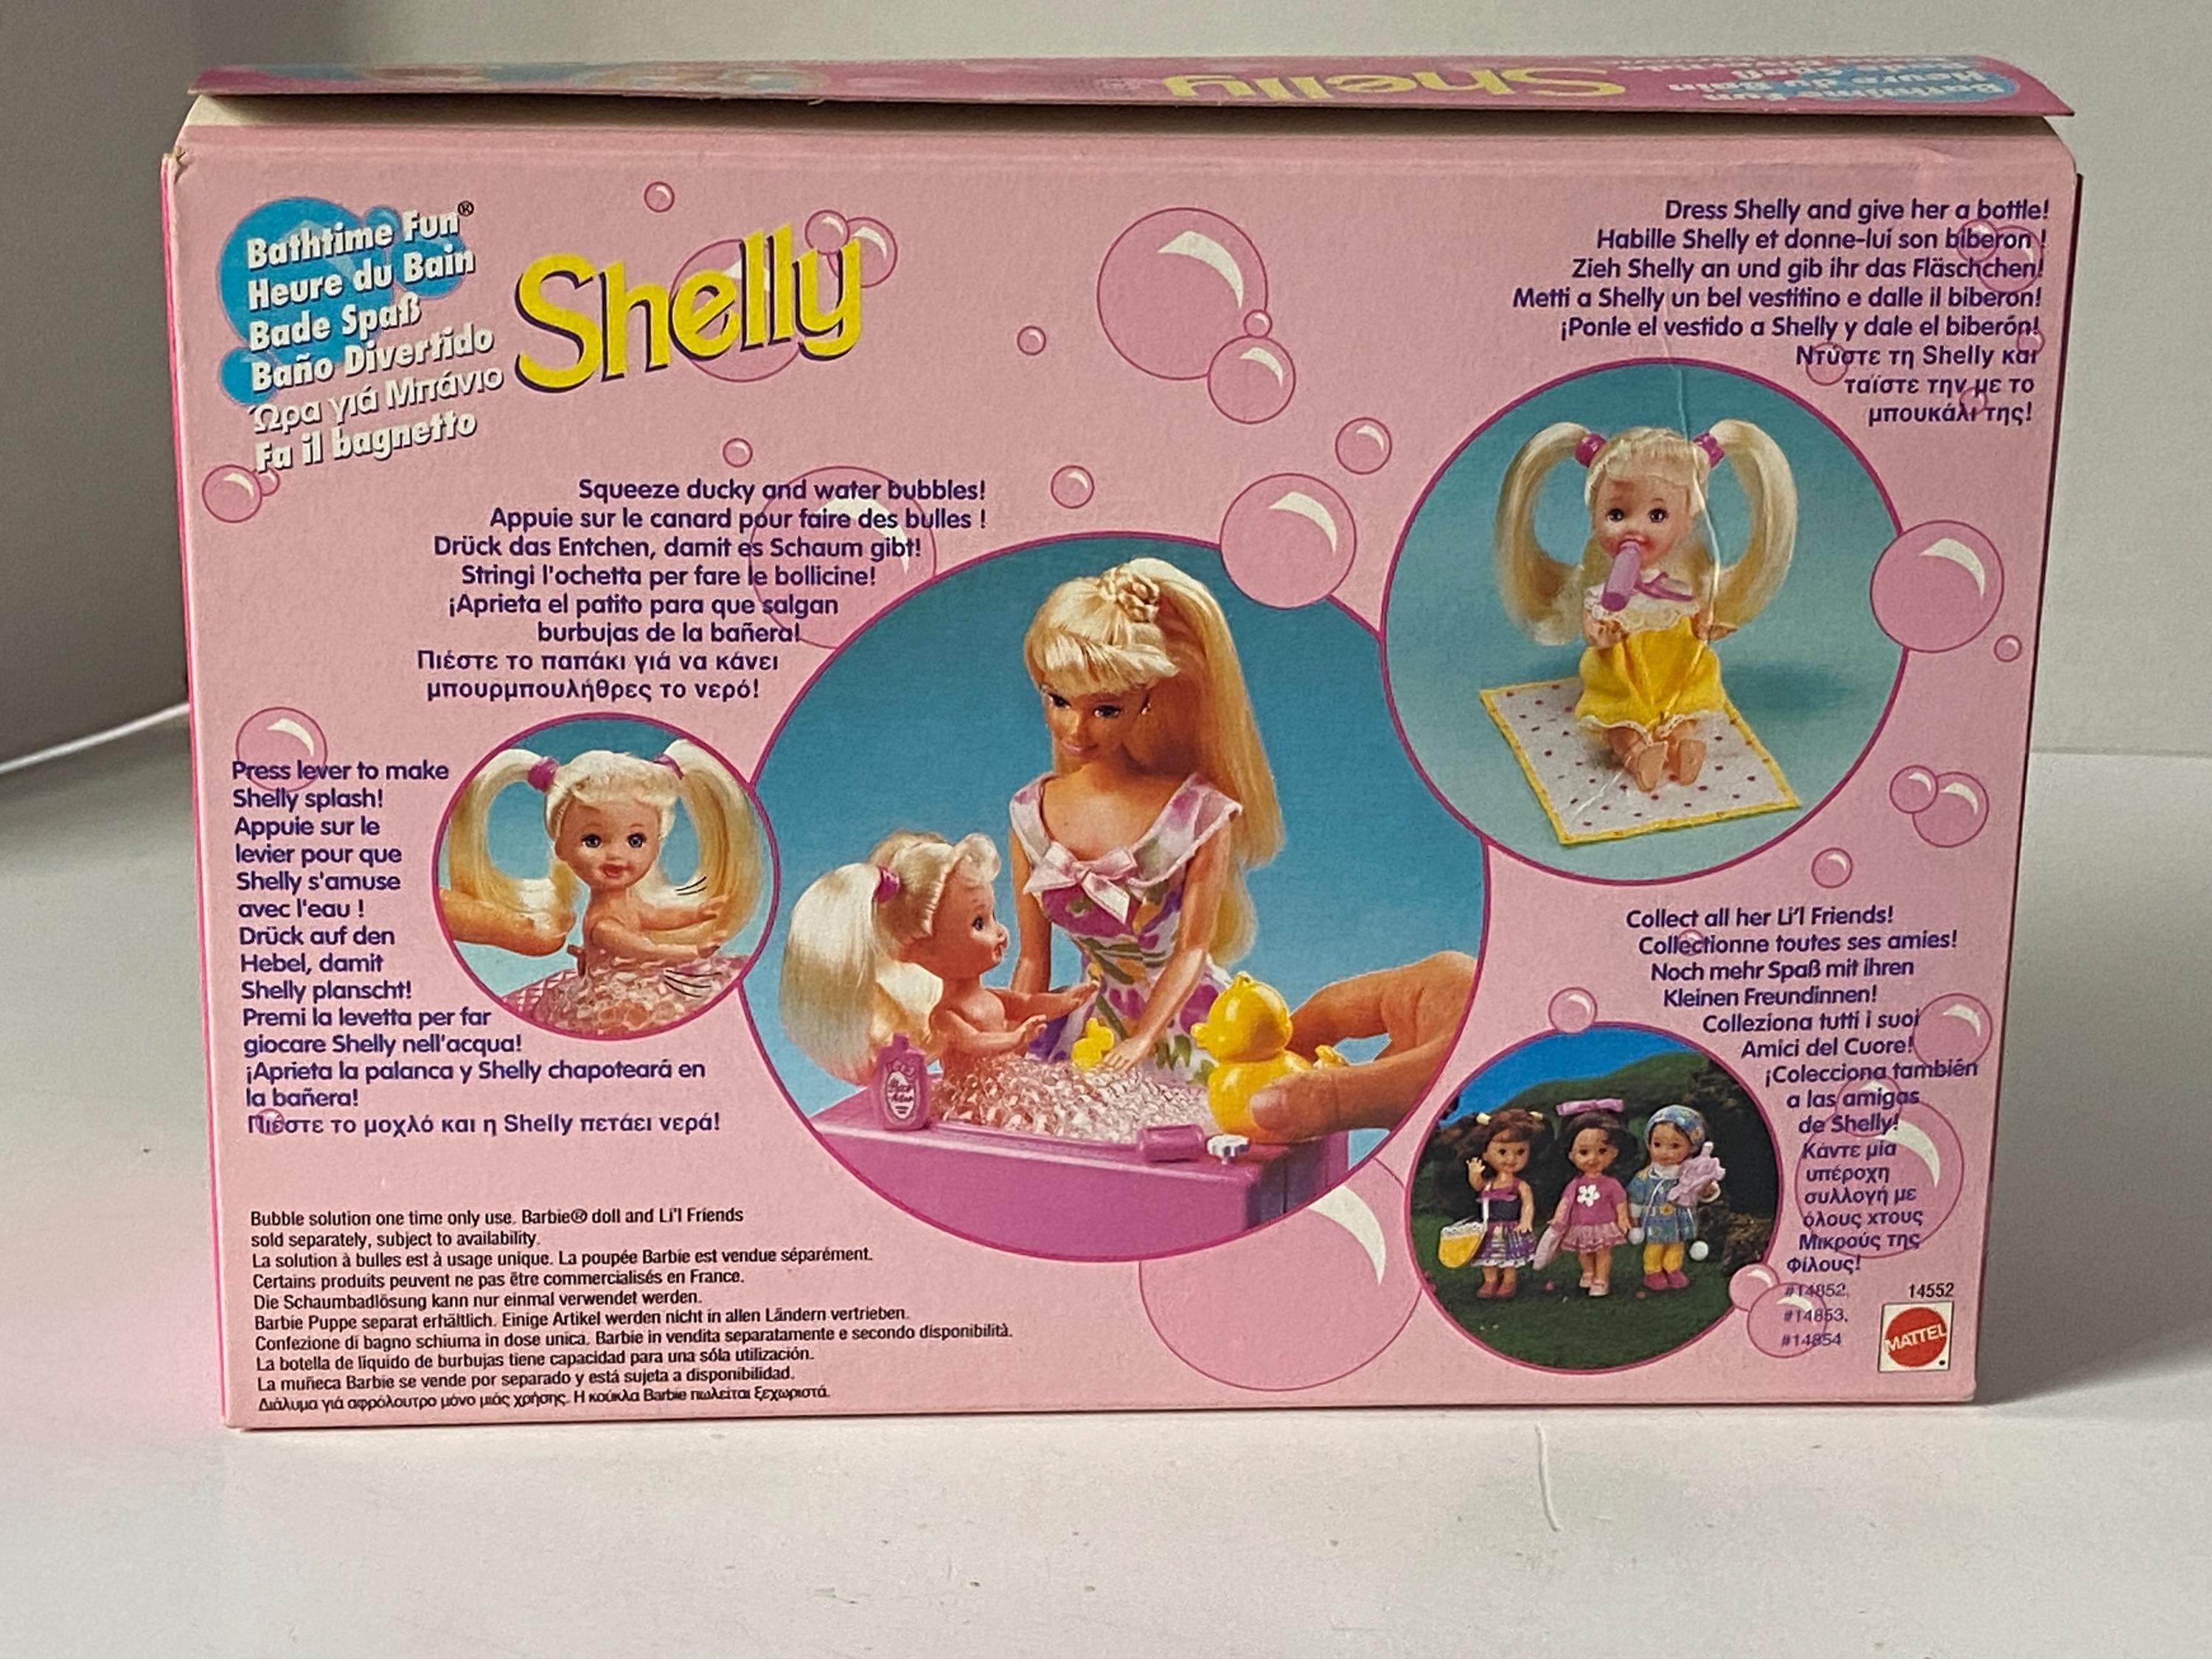 Shelly
Bathtime Fun®
Heure du Bain
Bade Spaß
Baño Divertido
Ώρα γιά Μπάνιο
Fa il bagnetto
Shelly
Squeeze ducky and water bubbles!
Appuie sur le canard pour faire des bulles !
Drück das Entchen, damit es Schaum gibt!
Stringi l'ochetta per fare le bollicine!
¡Aprieta el patito para que salgan
burbujas de la bañera!
Πιέστε το παπάκι γιά να κάνει
μπουρμπουλήθρες το νερό!
Press lever to make
Shelly splash!
Appuie sur le
levier pour que
Shelly s'amuse
avec l'eau !
Drück auf den
Hebel, damit
Shelly planscht!
Premi la levetta per far
giocare Shelly nell'acqua!
¡Aprieta la palanca y Shelly chapoteará en
la bañera!
Πιέστε το μοχλό και η Shelly πετάει νερά!
Dress Shelly and give her a bottle!
Habille Shelly et donne-lui son biberon !
Zieh Shelly an und gib ihr das Fläschchen!
Metti a Shelly un bel vestitino e dalle il biberon!
¡Ponle el vestido a Shelly y dale el biberón!
Ντύστε τη Shelly και
ταίστε την με το
μπουκάλι της!
Collect all her Li'l Friends!
Collectionne toutes ses amies!
Noch mehr Spaß mit ihren
Kleinen Freundinnen!
Colleziona tutti i suoi
Amici del Cuore!
¡Colecciona también
a las amigas
de Shelly!
Κάντε μία
υπέροχη
συλλογή με
όλους χτους
Μικρούς της
Φίλους!
#14852,
#14853,
#14854
14552
MATTEL
Bubble solution one time only use. Barbie® doll and Li'l Friends
sold separately, subject to availability.
La solution à bulles est à usage unique. La poupée Barbie est vendue séparément.
Certains produits peuvent ne pas être commercialisés en France.
Die Schaumbadlösung kann nur einmal verwendet werden.
Barbie Puppe separat erhältlich. Einige Artikel werden nicht in allen Ländern vertrieben.
Confezione di bagno schiuma in dose unica. Barbie in vendita separatamente e secondo disponibilità.
La botella de líquido de burbujas tiene capacidad para una sóla utilización.
La muñeca Barbie se vende por separado y está sujeta a disponibilidad.
Διάλυμα γιά αφρόλουτρο μόνο μιάς χρήσης. Η κούκλα Barbie πωλείται ξεχωριστά.